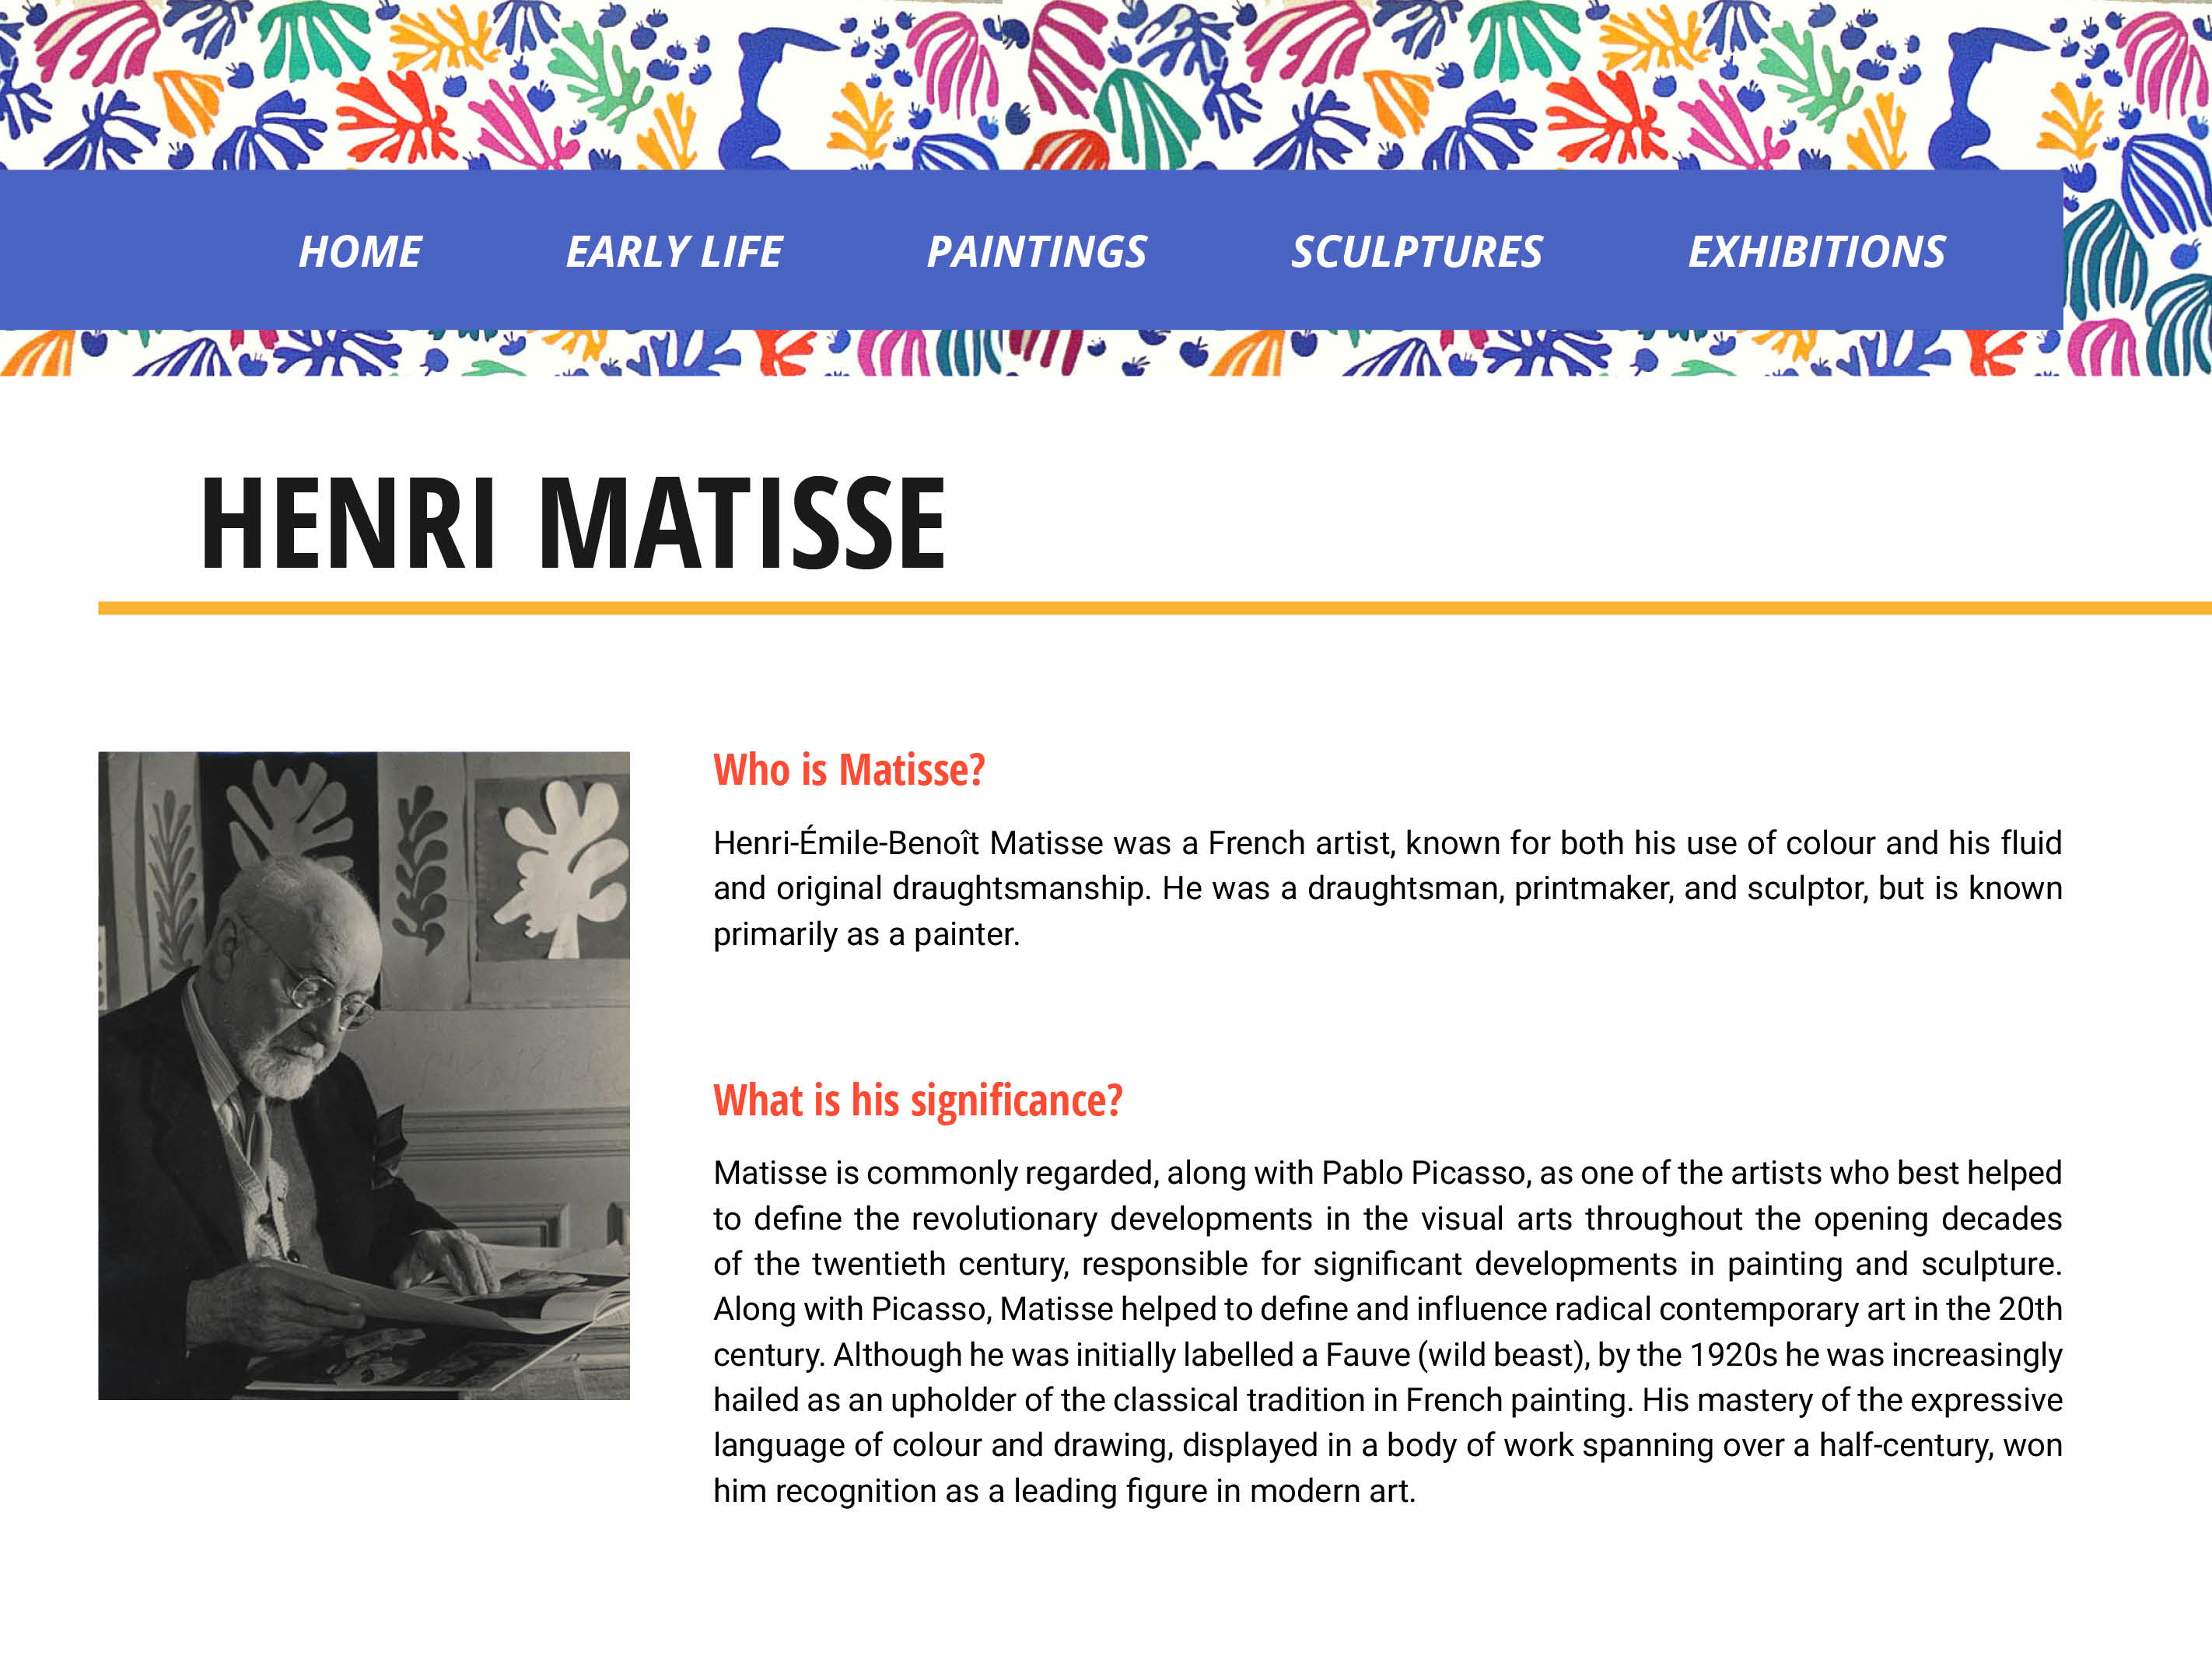 HOME EARLY LIFE PAINTINGS SCULPTURES EXHIBITIONS
HENRI MATISSE
Who is Matisse?
Henri-Émile-Benoît Matisse was a French artist, known for both his use of colour and his fluid
and original draughtsmanship. He was a draughtsman, printmaker, and sculptor, but is known
primarily as a painter.
What is his significance?
Matisse is commonly regarded, along with Pablo Picasso, as one of the artists who best helped
to define the revolutionary developments in the visual arts throughout the opening decades
of the twentieth century, responsible for significant developments in painting and sculpture.
Along with Picasso, Matisse helped to define and influence radical contemporary art in the 20th
century. Although he was initially labelled a Fauve (wild beast), by the 1920s he was increasingly
hailed as an upholder of the classical tradition in French painting. His mastery of the expressive
language of colour and drawing, displayed in a body of work spanning over a half-century, won
him recognition as a leading figure in modern art.